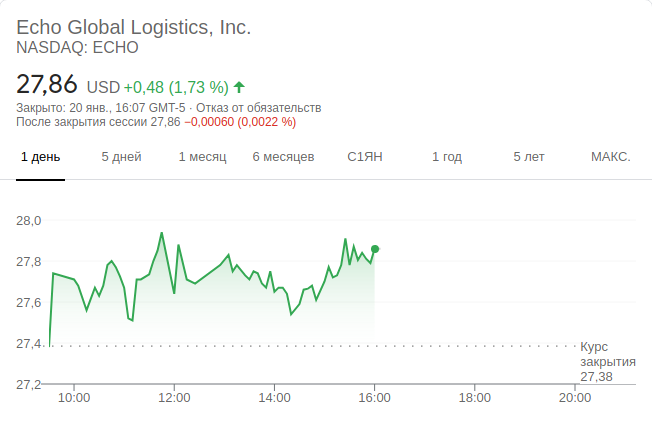 Echo Global Logistics, Inc.
NASDAQ: ECHO
27,86 USD +0,48 (1,73 %)
Закрыто: 20 янв., 16:07 GMT-5 · Отказ от обязательств
После закрытия сессии 27,86 −0,00060 (0,0022 %)
1 день 5 дней 1 месяц 6 месяцев С1ЯН 1 год 5 лет МАКС.
28,0
27,8
27,6
27,4
Курс
закрытия
27,38
27,2
10:00 12:00 14:00 16:00 18:00 20:00